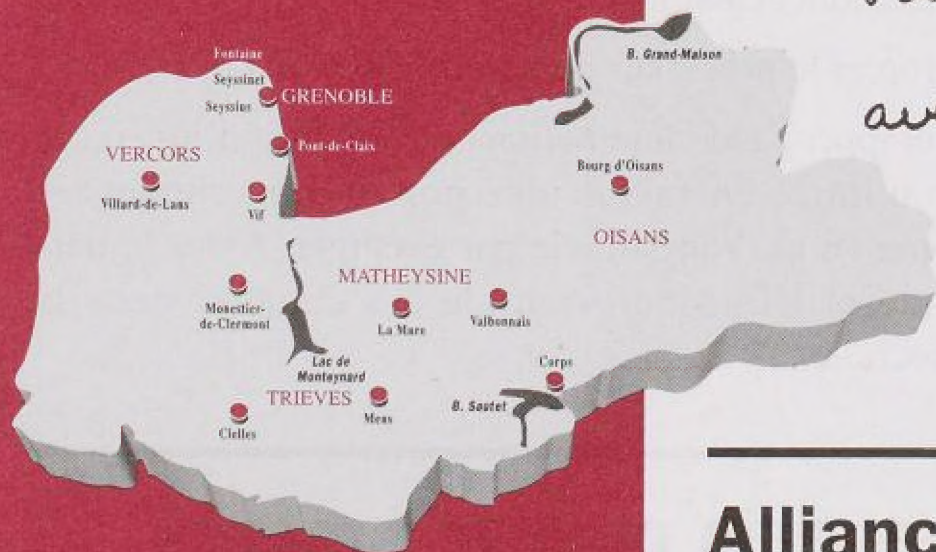 B. Grand-Maison
Fontaine
Seyssinet
Seyssins
GRENOBLE
av
Pont-de-Claix
VERCORS
Villard-de-Lans
Vif
Bourg d'Oisans
OISANS
MATHEYSINE
Monestier-
de-Clermont
La Mure
Valbonnais
Lac de
Monteynard
Corps
TRIEVES
Mens
B. Sautet
Clelles
Allianc